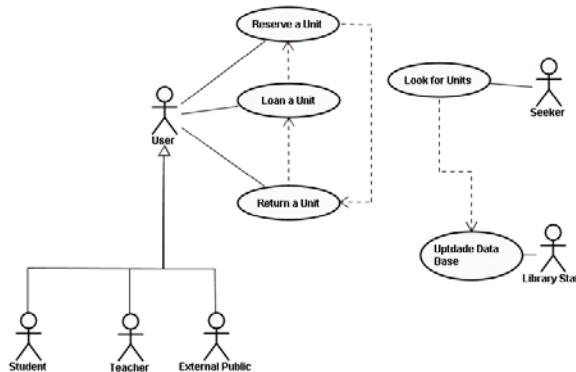 Reserve a Unit
Look for Units
Loan a Unit
Seeker
User
Return a Unit
Uptdade Data
Base
Library Staf
Student
Teacher
External Public